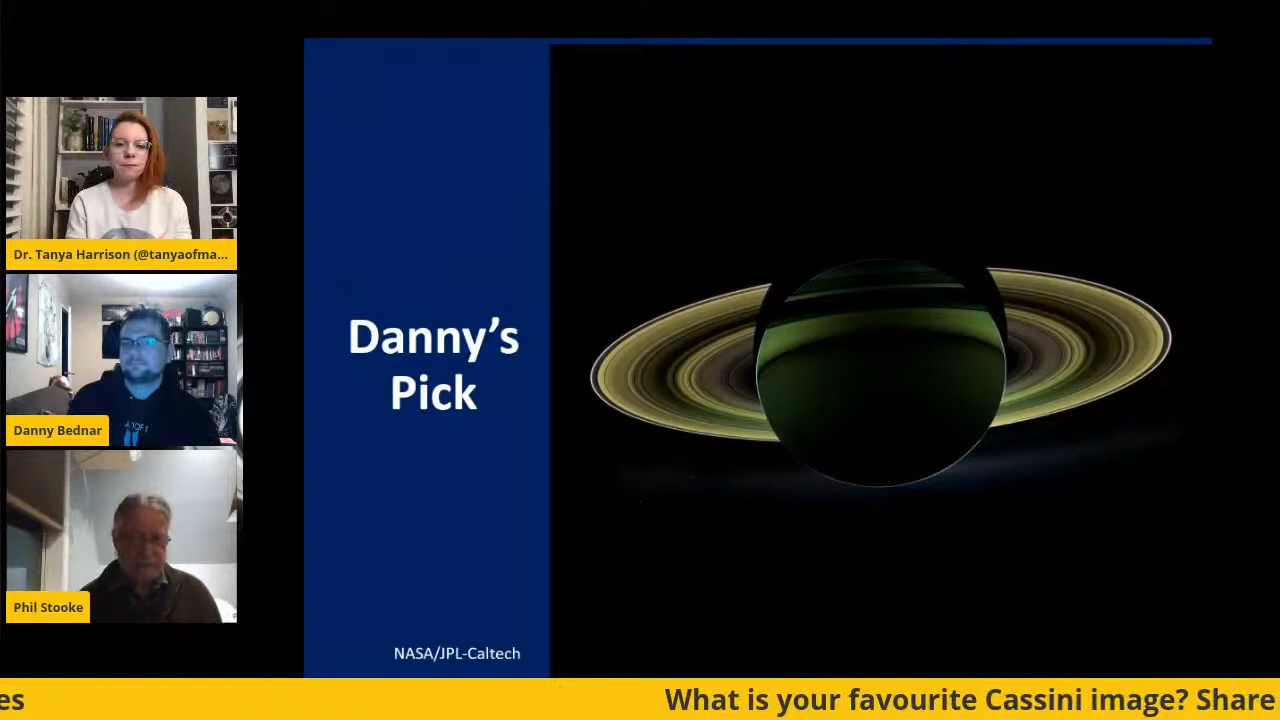 Dr. Tanya Harrison (@tanyaofma...
Danny Bednar
Phil Stooke
Danny's
Pick
NASA/JPL-Caltech
es
What is your favourite Cassini image? Share